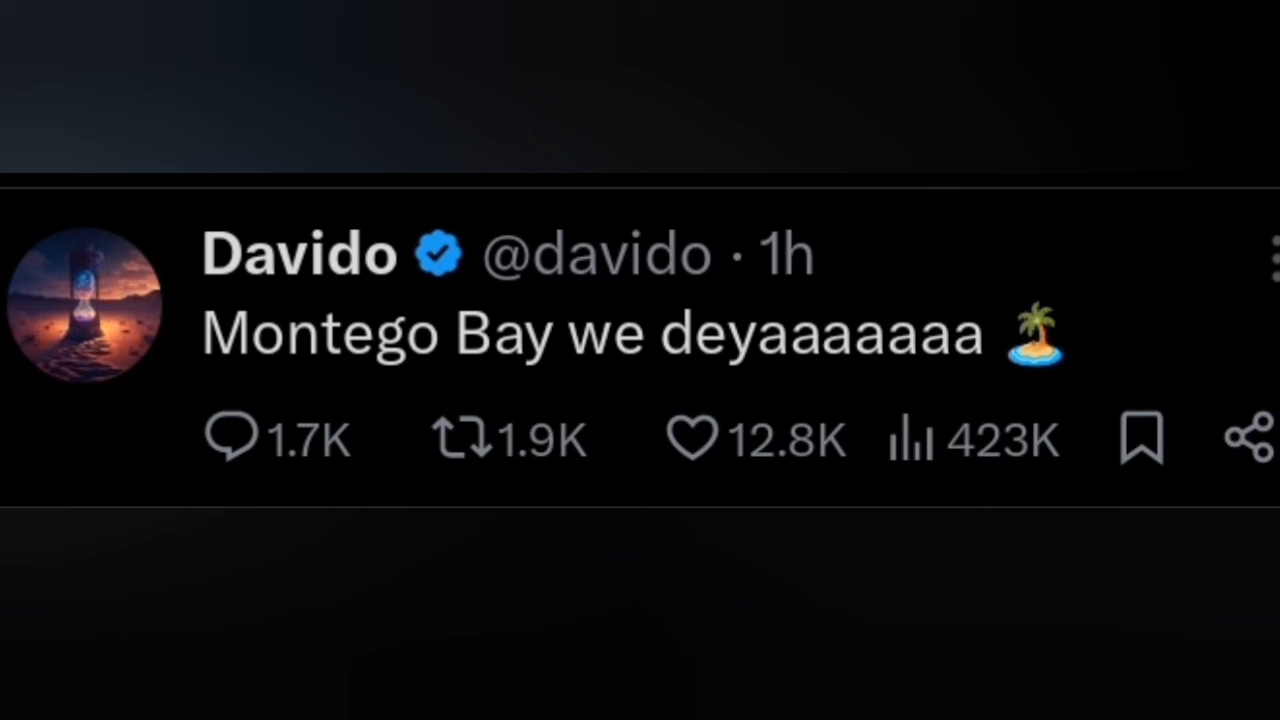 Davido @davido · 1h
Montego Bay we deyaaaaaaa 🏝️
1.7K 1.9K 12.8K 423K